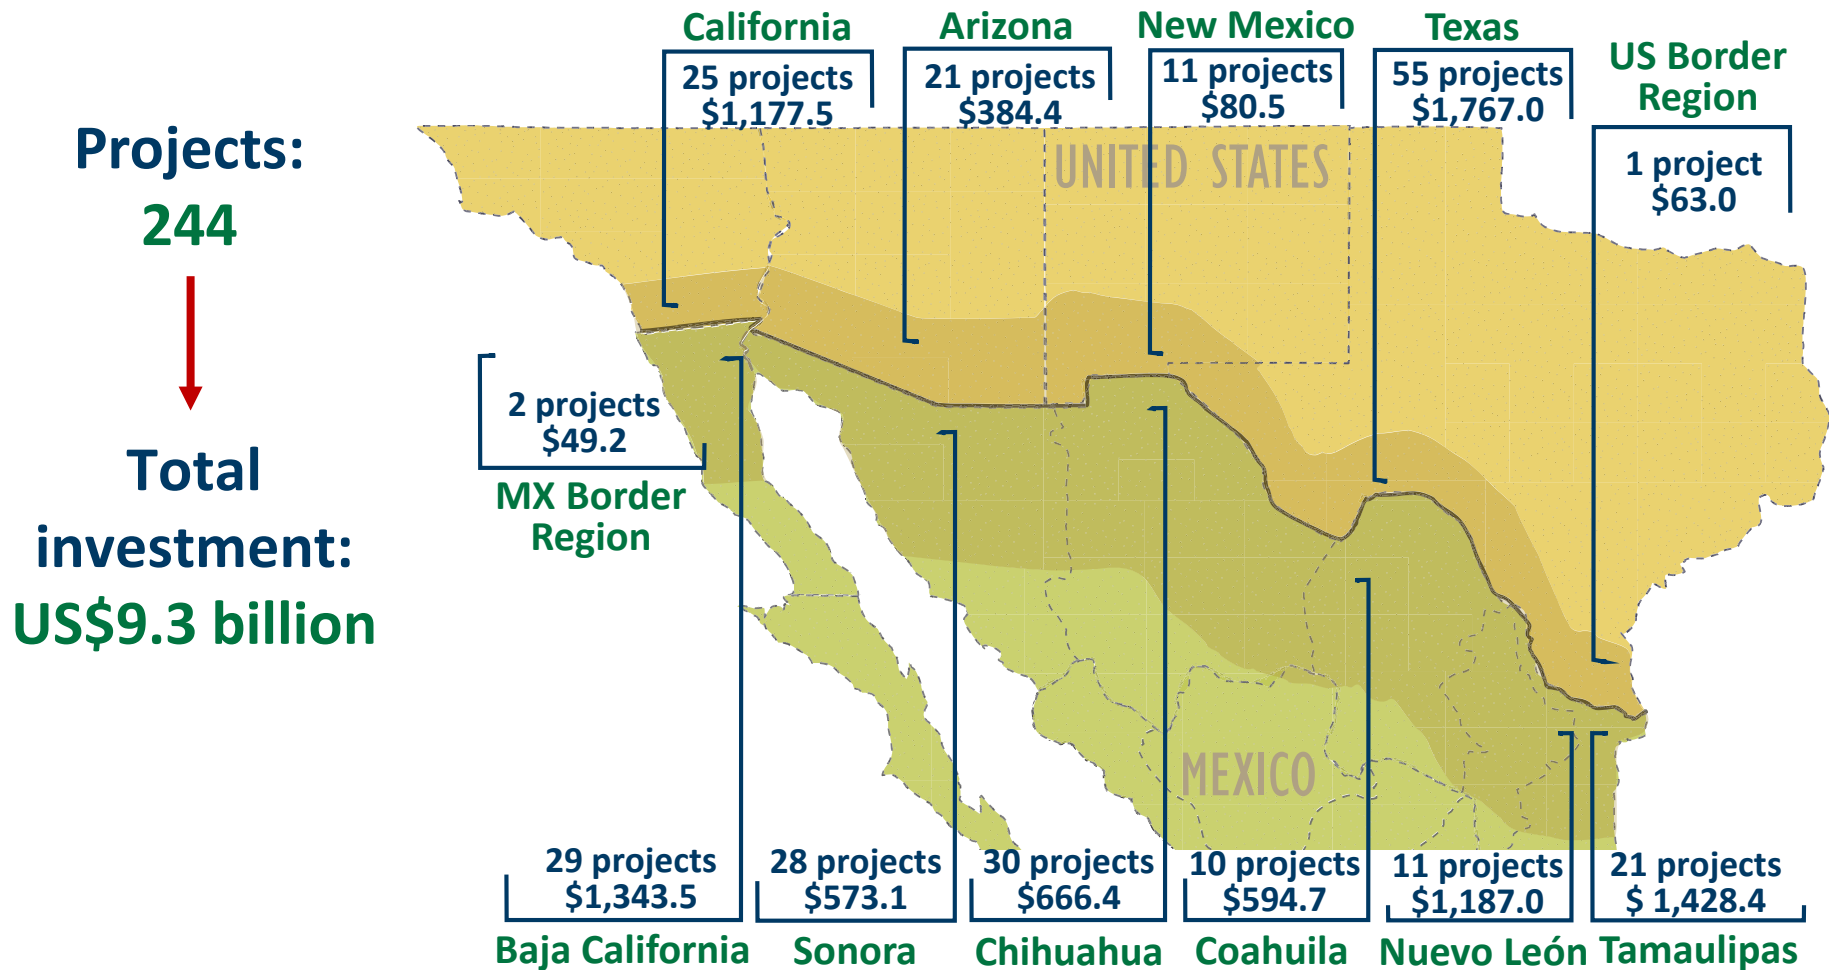 Projects:
244
Total
investment:
US$9.3 billion
California
25 projects
$1,177.5
Arizona
21 projects
$384.4
New Mexico
11 projects
$80.5
Texas
55 projects
$1,767.0
US Border
Region
1 project
$63.0
UNITED STATES
2 projects
$49.2
MX Border
Region
MEXICO
29 projects
$1,343.5
Baja California
28 projects
$573.1
Sonora
30 projects
$666.4
Chihuahua
10 projects
$594.7
Coahuila
11 projects
$1,187.0
Nuevo León
21 projects
$ 1,428.4
Tamaulipas